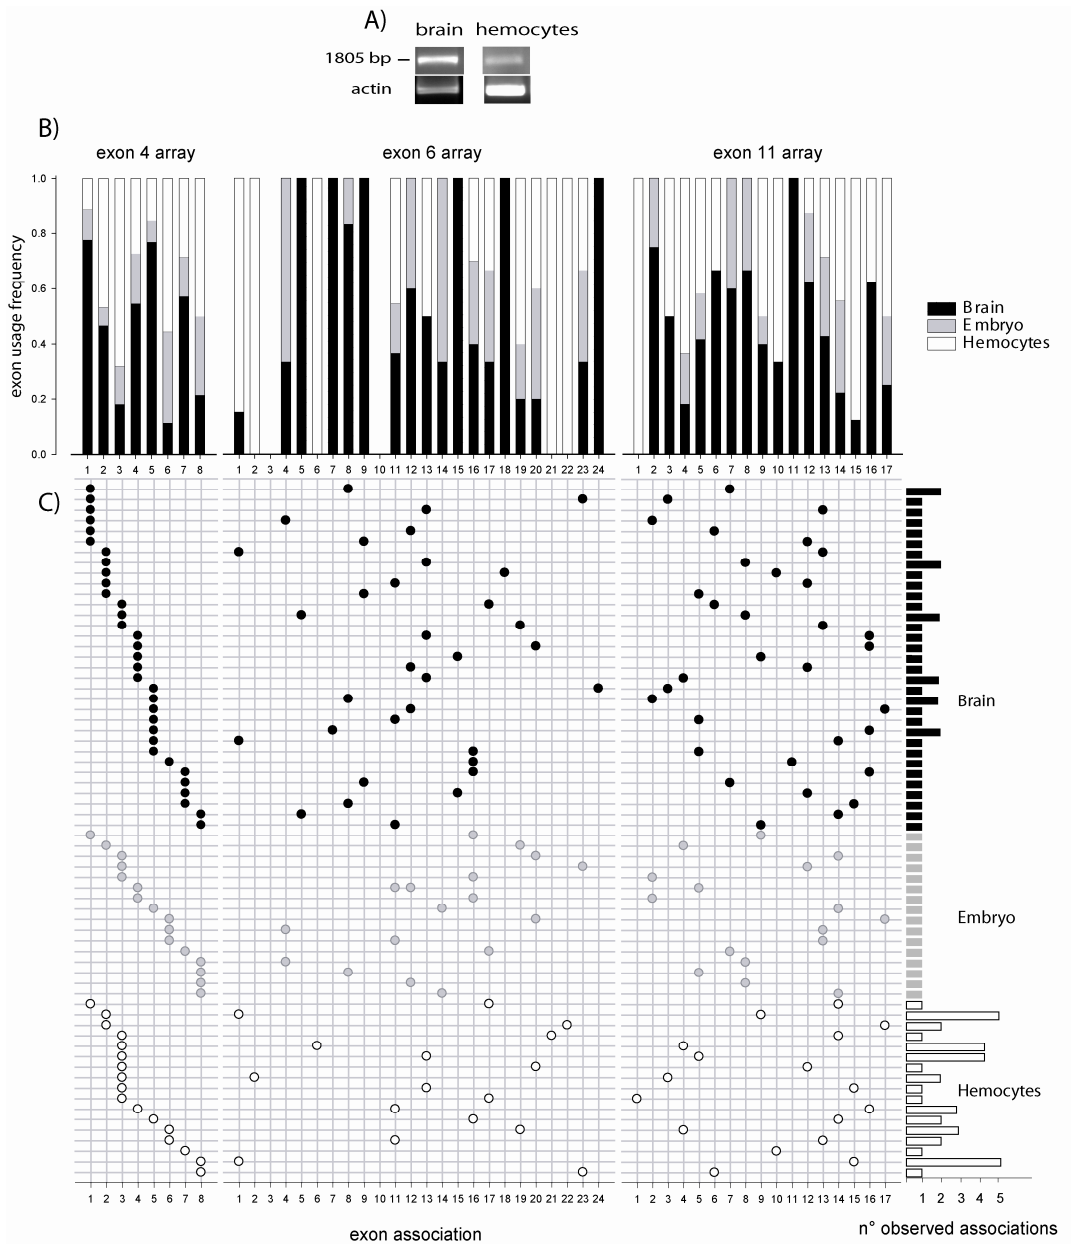 A)
brain hemocytes
1805 bp –
actin
B)
exon 4 array exon 6 array exon 11 array
exon usage frequency
1.0
0.8
0.6
0.4
0.2
0.0
Brain
Embryo
Hemocytes
1 2 3 4 5 6 7 8 1 2 3 4 5 6 7 8 9 10 11 12 13 14 15 16 17 18 19 20 21 22 23 24 1 2 3 4 5 6 7 8 9 10 11 12 13 14 15 16 17
C)
Brain
Embryo
Hemocytes
1 2 3 4 5 6 7 8 1 2 3 4 5 6 7 8 9 10 11 12 13 14 15 16 17 18 19 20 21 22 23 24 1 2 3 4 5 6 7 8 9 10 11 12 13 14 15 16 17 1 2 3 4 5
exon association
n° observed associations